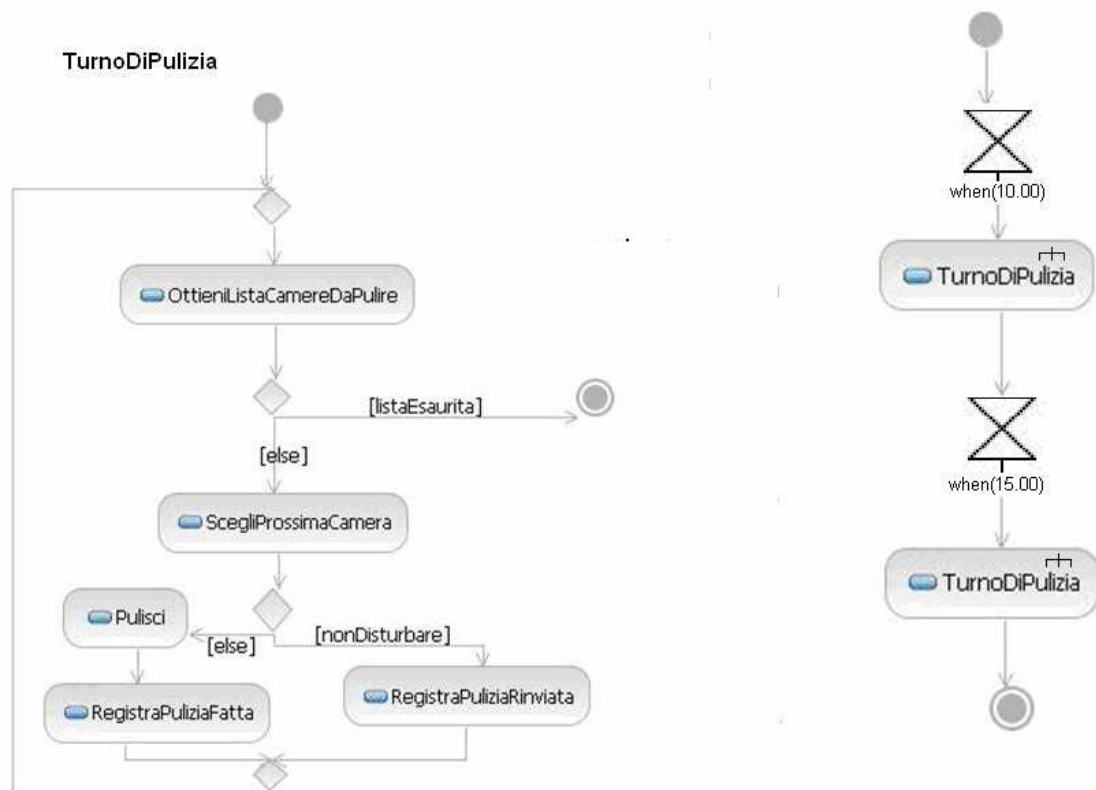 TurnoDiPulizia
OttieniListaCamereDaPulire
[listaEsaurita]
[else]
ScegliProssimaCamera
Pulisci
[else]
[nonDisturbare]
RegistraPuliziaFatta
RegistraPuliziaRinviata
when(10.00)
TurnoDiPulizia
when(15.00)
TurnoDiPulizia